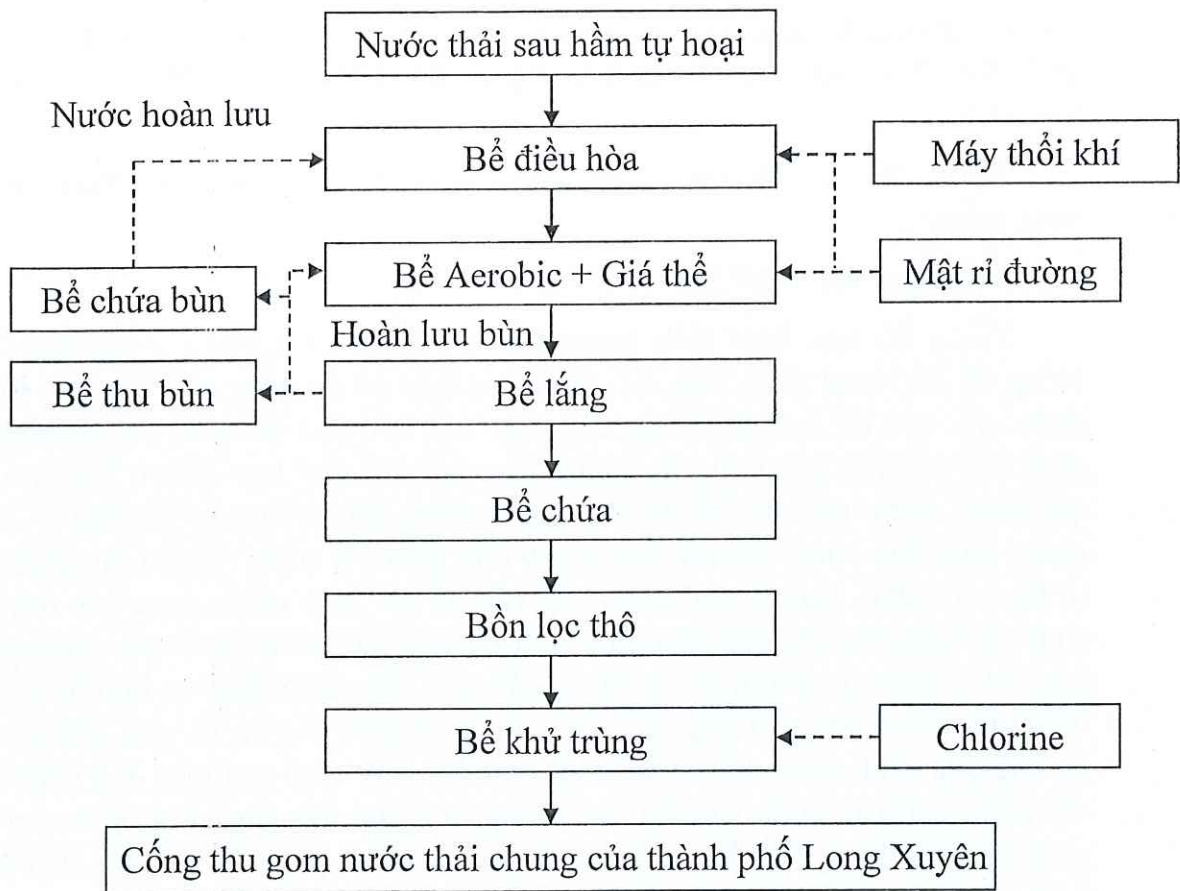 Nước thải sau hầm tự hoại
Nước hoàn lưu
Bể điều hòa
Máy thổi khí
Bể Aerobic + Giá thể
Mật rỉ đường
Bể chứa bùn
Hoàn lưu bùn
Bể thu bùn
Bể lắng
Bể chứa
Bồn lọc thô
Bể khử trùng
Chlorine
Cống thu gom nước thải chung của thành phố Long Xuyên